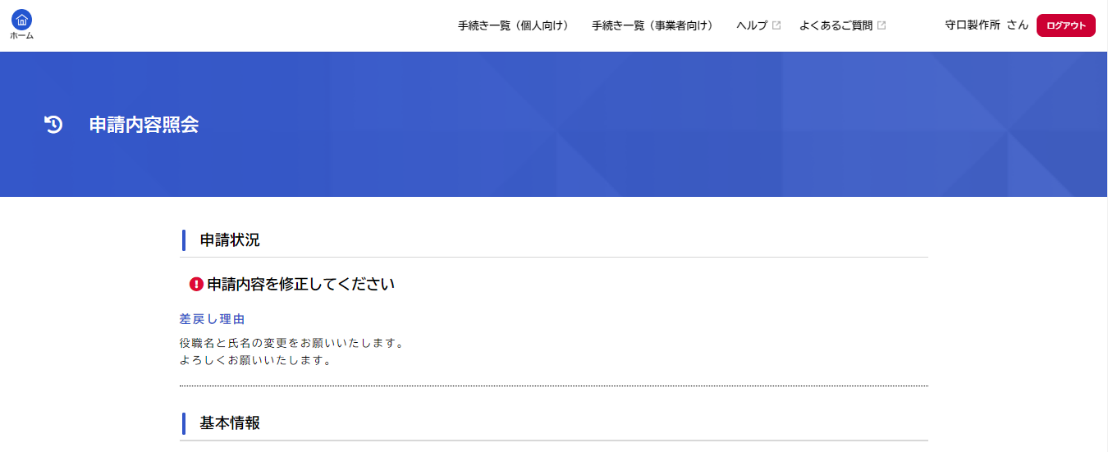 ホーム
手続き一覧（個人向け）　手続き一覧（事業者向け）　ヘルプ　よくあるご質問　守口製作所 さん　ログアウト
申請内容照会
申請状況
申請内容を修正してください
差戻し理由
役職名と氏名の変更をお願いいたします。
よろしくお願いいたします。
基本情報